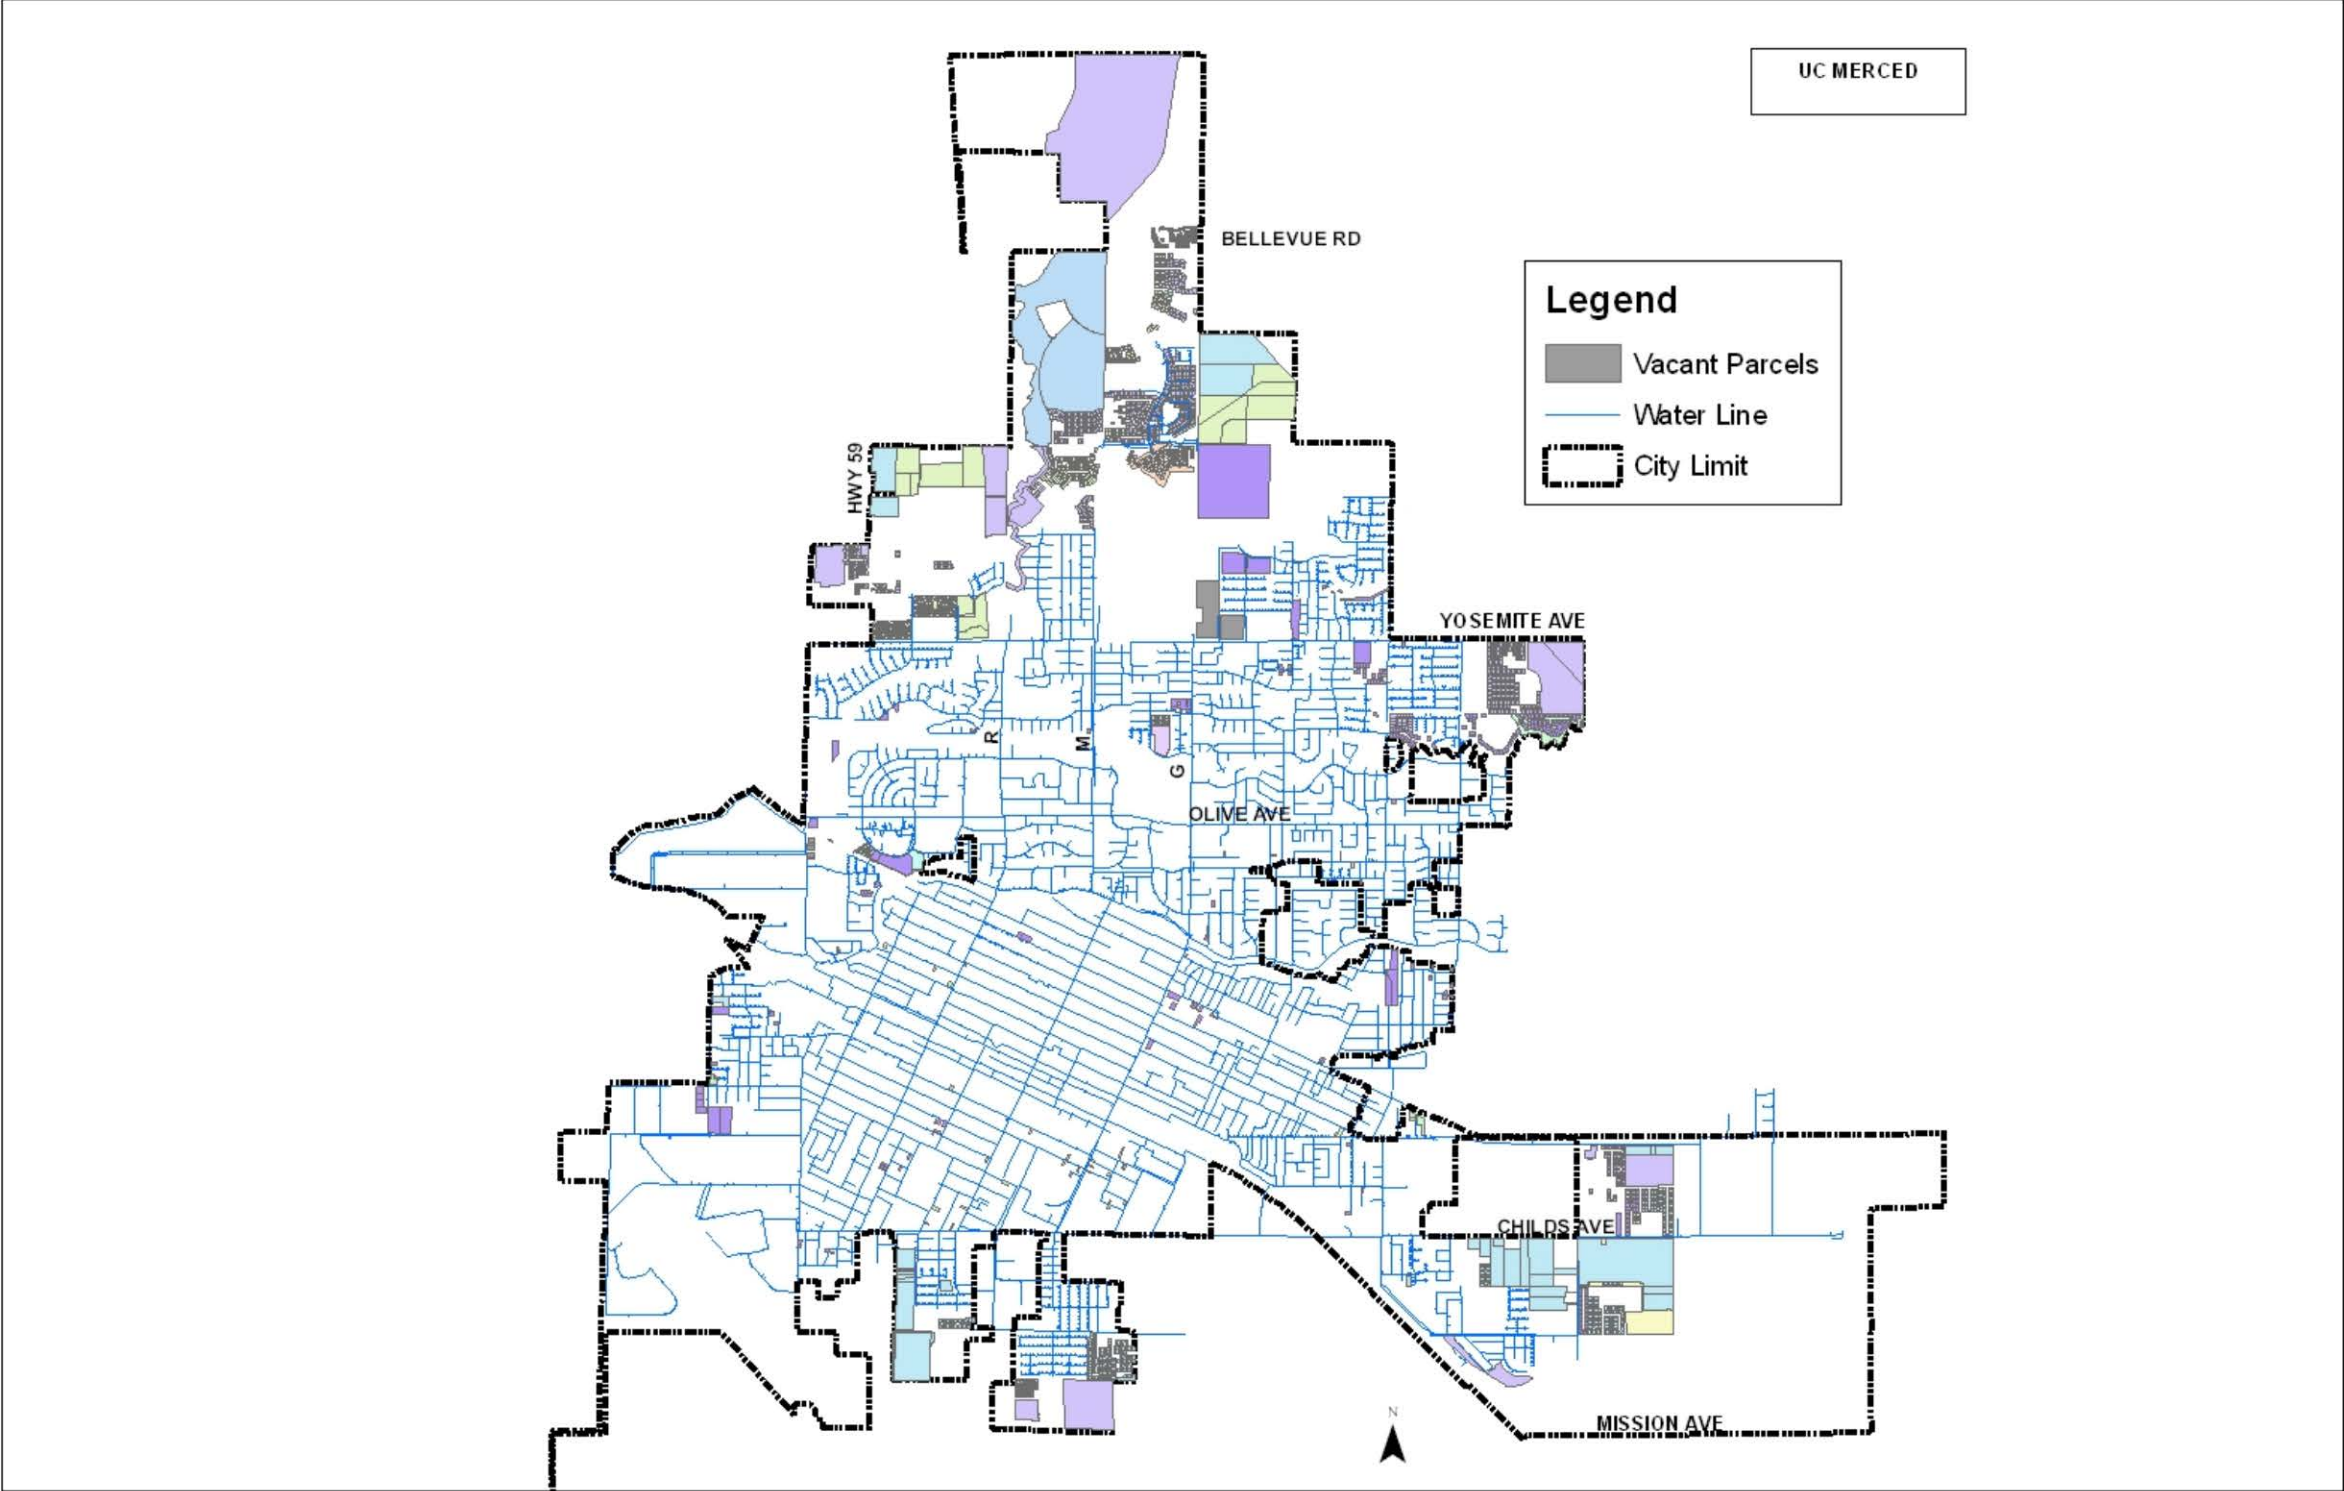 UC MERCED
BELLEVUE RD
Legend
Vacant Parcels
Water Line
City Limit
HWY 59
YOSEMITE AVE
R
M
G
OLIVE AVE
CHILDS AVE
N
MISSION AVE